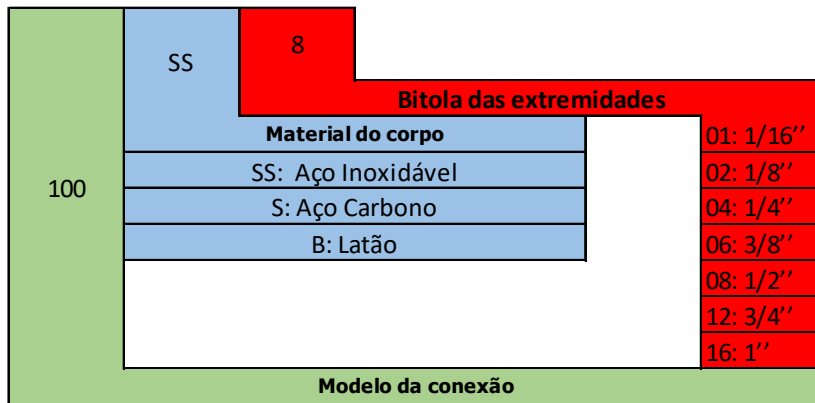 SS
8
Bitola das extremidades
Material do corpo
01: 1/16’’
SS:  Aço Inoxidável
02: 1/8’’
100
S: Aço Carbono
04: 1/4’’
B: Latão
06: 3/8’’
08: 1/2’’
12: 3/4’’
16: 1’’
Modelo da conexão